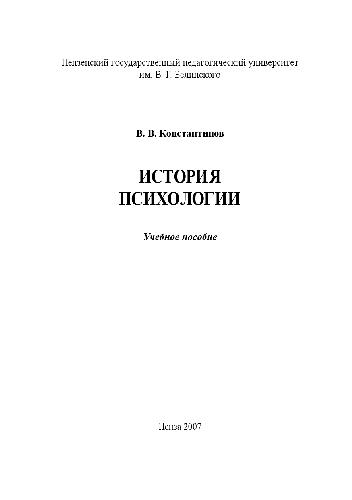 Пензенский государственный педагогический университет
им. В. Г. Белинского
В. В. Константинов
ИСТОРИЯ
ПСИХОЛОГИИ
Учебное пособие
Пенза 2007